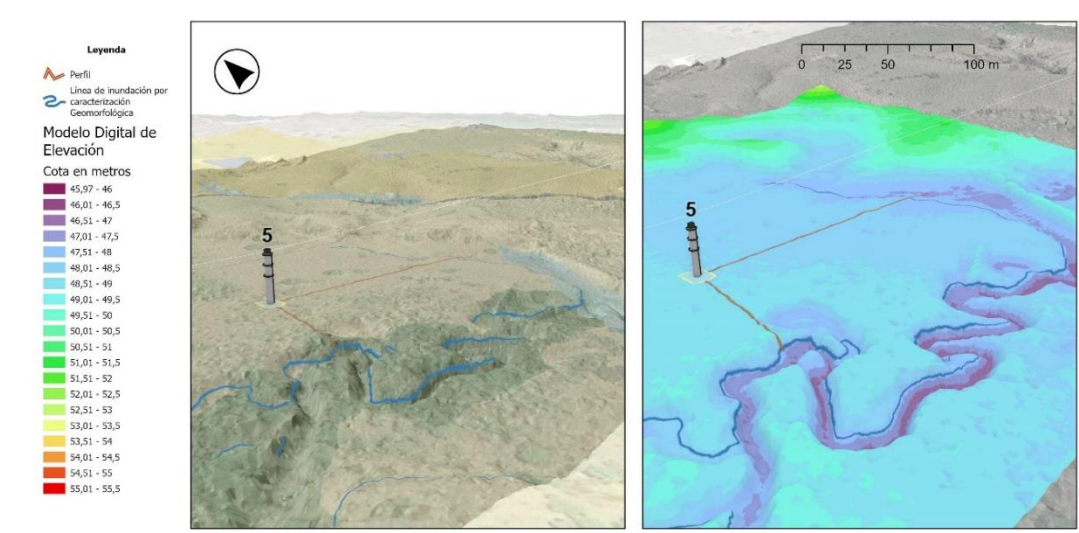 Leyenda
Perfil
Línea de inundación por
caracterización
Geomorfológica
Modelo Digital de
Elevación
Cota en metros
45,97 - 46
46,01 - 46,5
46,51 - 47
47,01 - 47,5
47,51 - 48
48,01 - 48,5
48,51 - 49
49,01 - 49,5
49,51 - 50
50,01 - 50,5
50,51 - 51
51,01 - 51,5
51,51 - 52
52,01 - 52,5
52,51 - 53
53,01 - 53,5
53,51 - 54
54,01 - 54,5
54,51 - 55
55,01 - 55,5
5
0 25 50 100 m
5